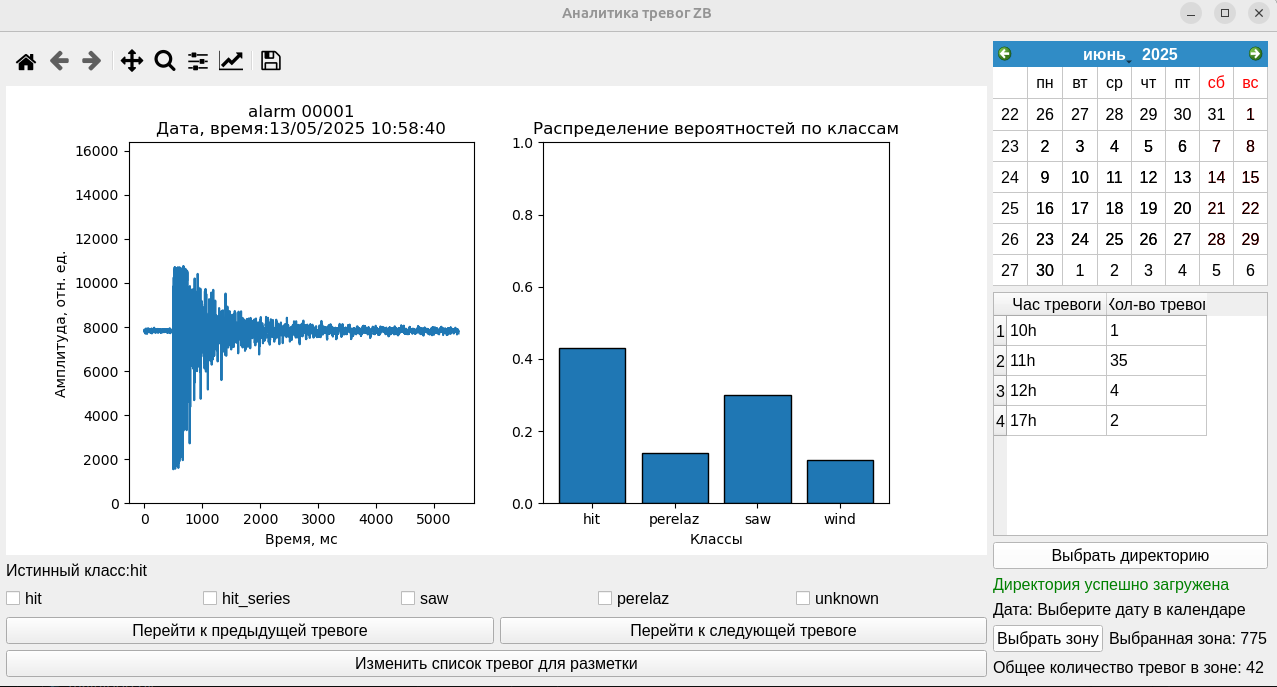 Аналитика тревог ZB
alarm 00001
Дата, время:13/05/2025 10:58:40
16000
14000
12000
10000
8000
6000
4000
2000
0
Амплитуда, отн. ед.
0 1000 2000 3000 4000 5000
Время, мс
Распределение вероятностей по классам
1.0
0.8
0.6
0.4
0.2
0.0
hit perelaz saw wind
Классы
Истинный класс:hit
hit hit_series saw perelaz unknown
Перейти к предыдущей тревоге Перейти к следующей тревоге
Изменить список тревог для разметки
июнь 2025
пн вт ср чт пт сб вс
22 26 27 28 29 30 31 1
23 2 3 4 5 6 7 8
24 9 10 11 12 13 14 15
25 16 17 18 19 20 21 22
26 23 24 25 26 27 28 29
27 30 1 2 3 4 5 6
Час тревоги Кол-во тревог
1 10h 1
2 11h 35
3 12h 4
4 17h 2
Выбрать директорию
Директория успешно загружена
Дата: Выберите дату в календаре
Выбрать зону Выбранная зона: 775
Общее количество тревог в зоне: 42